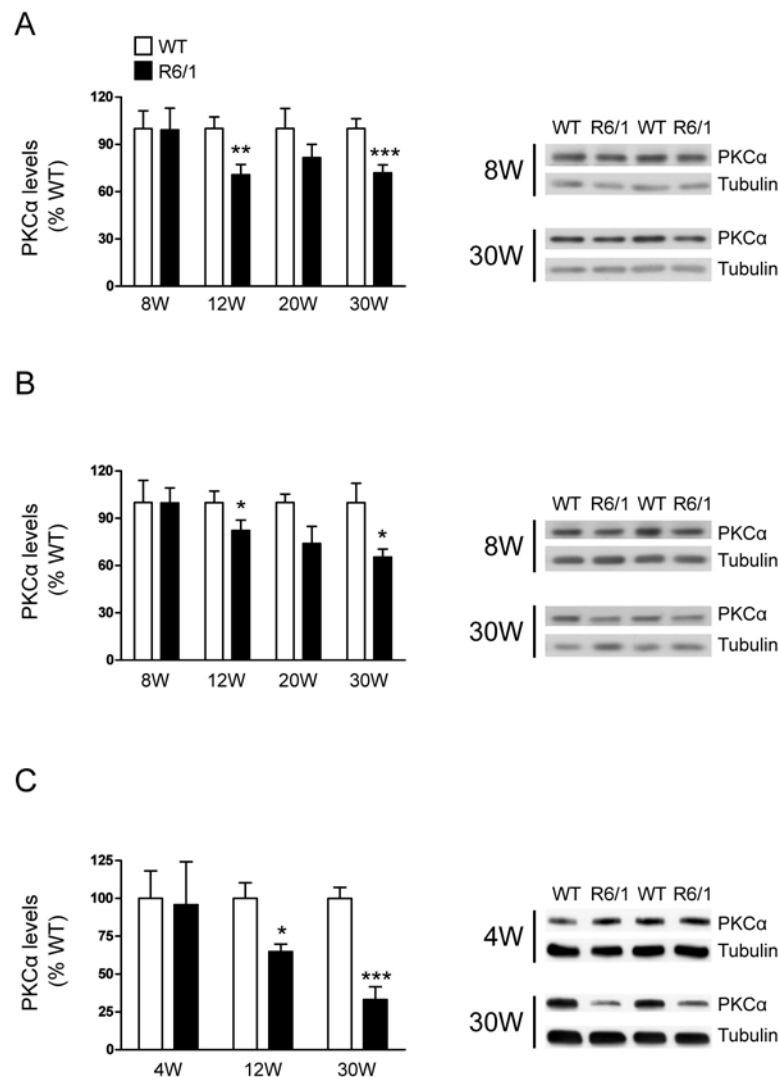 A
WT
R6/1
PKCα levels
(% WT)
120
90
60
30
0
** ***
8W 12W 20W 30W
WT R6/1 WT R6/1
8W
PKCα
Tubulin
30W
PKCα
Tubulin
B
PKCα levels
(% WT)
120
90
60
30
0
* *
8W 12W 20W 30W
WT R6/1 WT R6/1
8W
PKCα
Tubulin
30W
PKCα
Tubulin
C
PKCα levels
(% WT)
125
100
75
50
25
0
* ***
4W 12W 30W
WT R6/1 WT R6/1
4W
PKCα
Tubulin
30W
PKCα
Tubulin